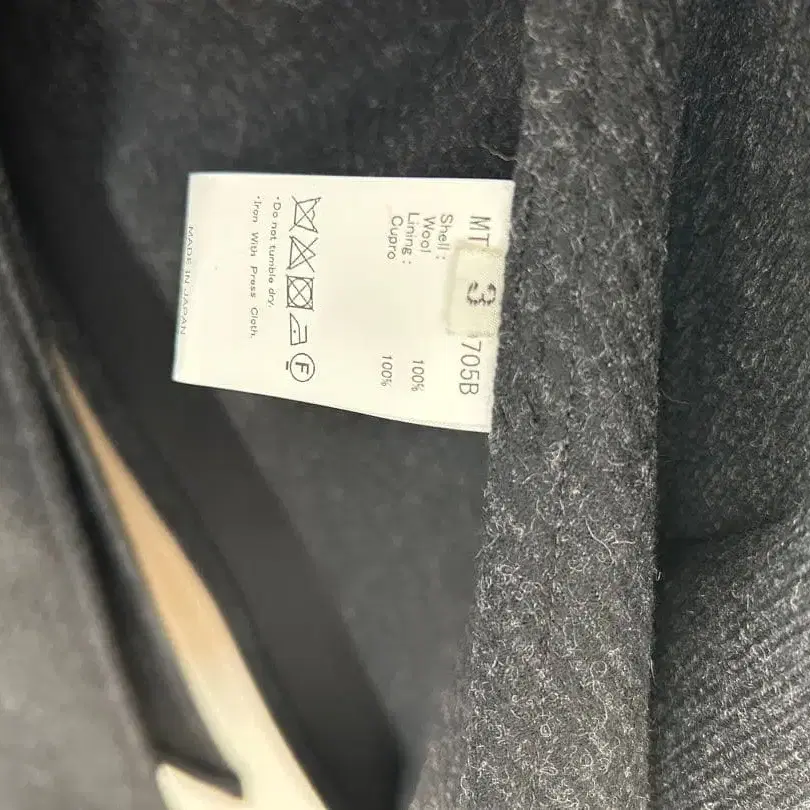 MT
3
705B
Shell:
Wool 100%
Lining:
Cupro 100%
F
·Do not tumble dry.
·Iron With Press Cloth.
MADE IN JAPAN